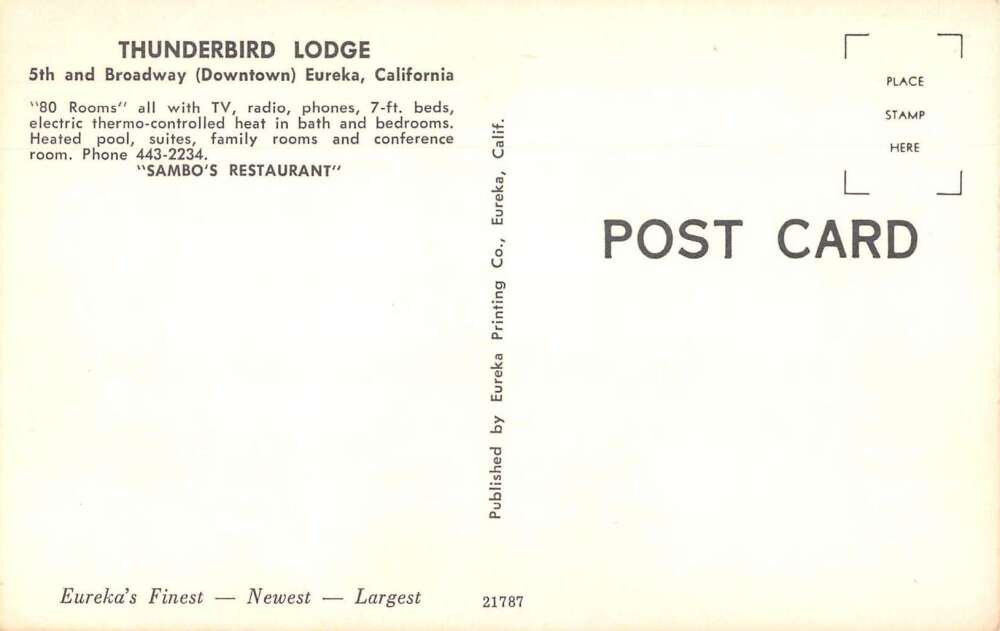 THUNDERBIRD LODGE
5th and Broadway (Downtown) Eureka, California
"80 Rooms" all with TV, radio, phones, 7-ft. beds,
electric thermo-controlled heat in bath and bedrooms.
Heated pool, suites, family rooms and conference
room. Phone 443-2234.
"SAMBO'S RESTAURANT"
Eureka's Finest — Newest — Largest
Published by Eureka Printing Co., Eureka, Calif.
21787
PLACE
STAMP
HERE
POST CARD